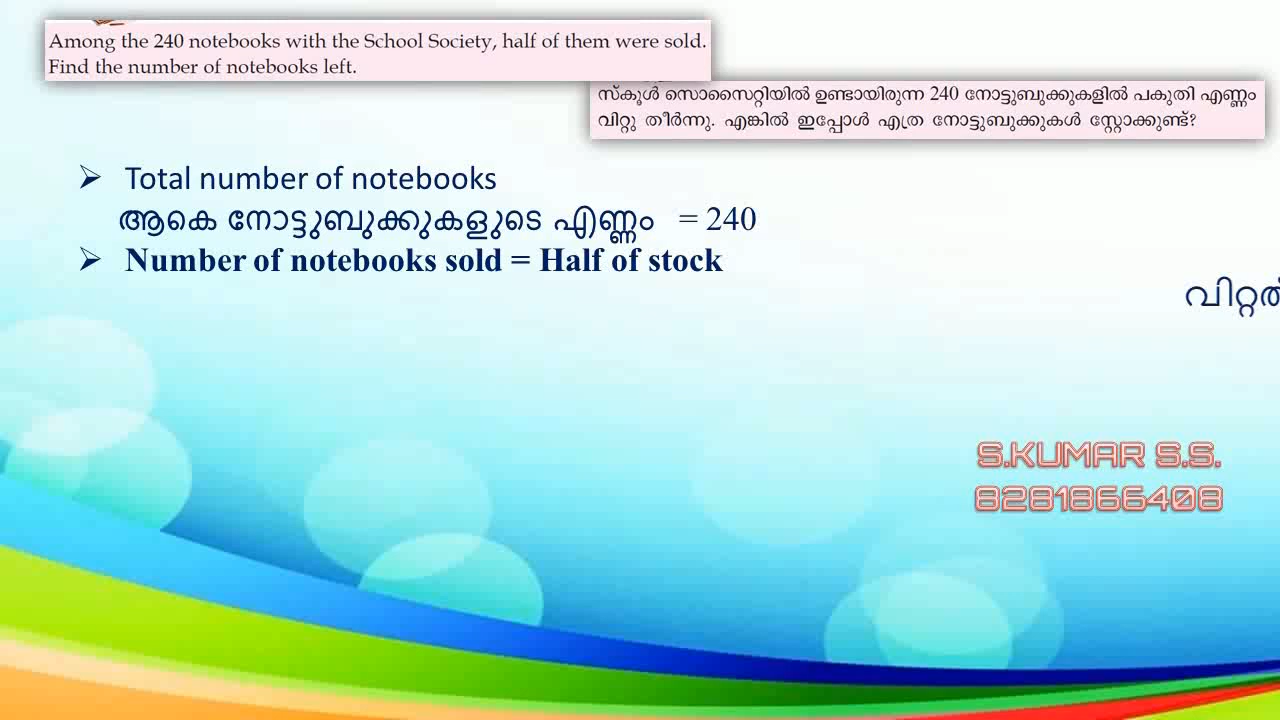 Among the 240 notebooks with the School Society, half of them were sold.
Find the number of notebooks left.
സ്കൂൾ സൊസൈറ്റിയിൽ ഉണ്ടായിരുന്ന 240 നോട്ടുബുക്കുകളിൽ പകുതി എണ്ണം
വിറ്റു തീർന്നു. എങ്കിൽ ഇപ്പോൾ എത്ര നോട്ടുബുക്കുകൾ സ്റ്റോക്കുണ്ട്?
➢ Total number of notebooks
ആകെ നോട്ടുബുക്കുകളുടെ എണ്ണം = 240
➢ Number of notebooks sold = Half of stock
S.KUMAR S.S.
8281866408